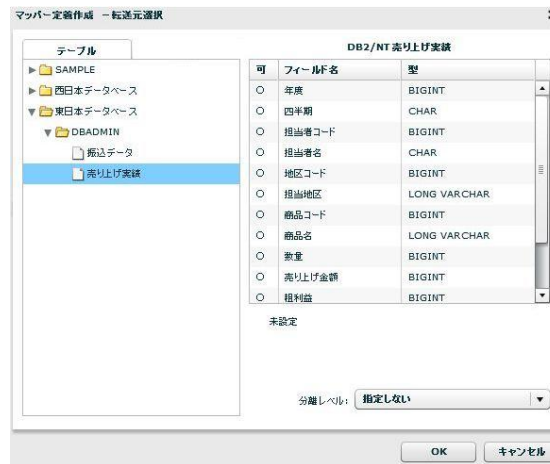 マッパー定義作成 －転送元選択
テーブル
DB2/NT 売り上げ実績
▶ SAMPLE
▶ 西日本データベース
▼ 東日本データベース
▼ DBADMIN
振込データ
売り上げ実績
可 フィールド名 型
○ 年度 BIGINT
○ 四半期 CHAR
○ 担当者コード BIGINT
○ 担当者名 CHAR
○ 地区コード BIGINT
○ 担当地区 LONG VARCHAR
○ 商品コード BIGINT
○ 商品名 LONG VARCHAR
○ 数量 BIGINT
○ 売り上げ金額 BIGINT
○ 粗利益 BIGINT
未設定
分離レベル: 指定しない
OK キャンセル